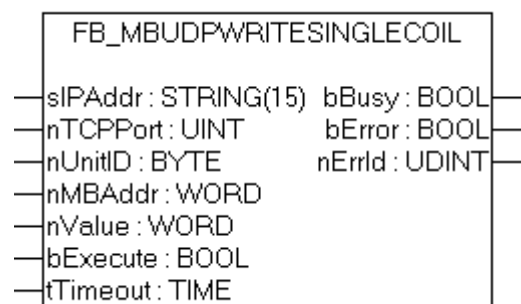 FB_MBUDPWRITESINGLECOIL
sIPAddr : STRING(15) bBusy : BOOL
nTCPPort : UINT bError : BOOL
nUnitID : BYTE nErrId : UDINT
nMBAddr : WORD
nValue : WORD
bExecute : BOOL
tTimeout : TIME